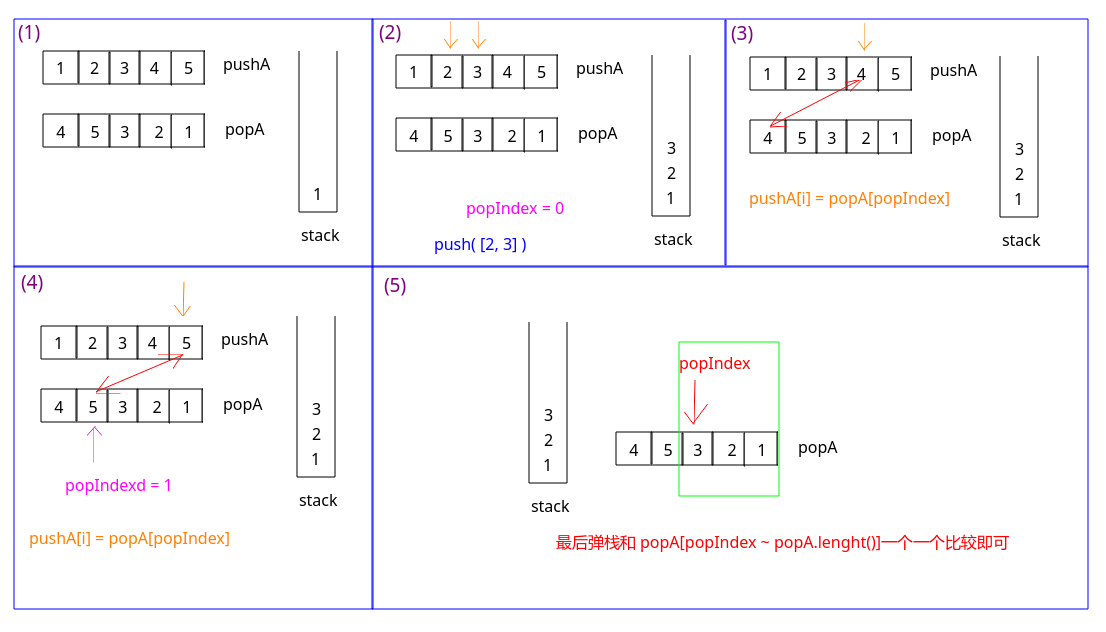 (1)
1 2 3 4 5 pushA
4 5 3 2 1 popA
1
stack
(2)
1 2 3 4 5 pushA
4 5 3 2 1 popA
3
2
1
popIndex = 0
push( [2, 3] )
stack
(3)
1 2 3 4 5 pushA
4 5 3 2 1 popA
3
2
1
pushA[i] = popA[popIndex]
stack
(4)
1 2 3 4 5 pushA
4 5 3 2 1 popA
3
2
1
popIndexd = 1
stack
pushA[i] = popA[popIndex]
(5)
popIndex
3
2
1
4 5 3 2 1 popA
stack
最后弹栈和 popA[popIndex ~ popA.lenght()]一个一个比较即可